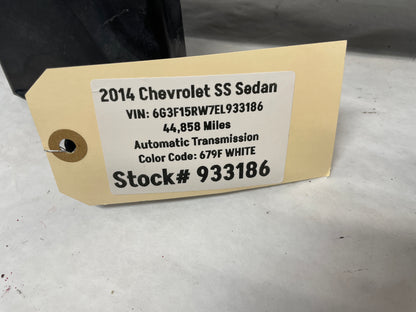 2014 Chevrolet SS Sedan
VIN: 6G3F15RW7EL933186
44,858 Miles
Automatic Transmission
Color Code: 679F WHITE
Stock# 933186